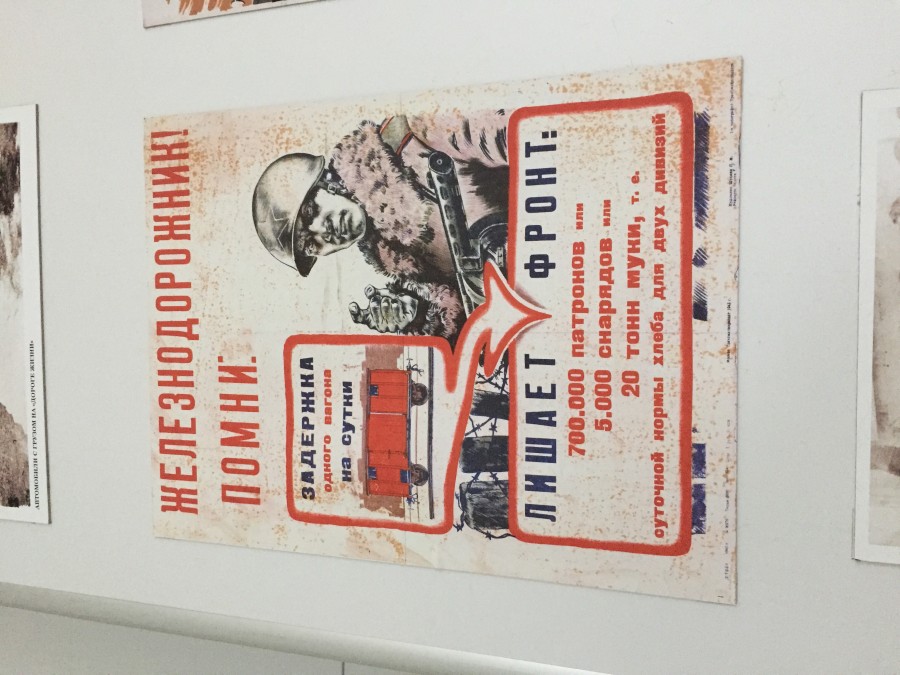 ЖЕЛЕЗНОДОРОЖНИК!
ПОМНИ:
ЗАДЕРЖКА
одного вагона
на сутки
ЛИШАЕТ ФРОНТ:
700.000 патронов или
5.000 снарядов или
20 тонн муки, т. е.
суточной нормы хлеба для двух дивизий
АВТОМОБИЛИ С ГРУЗОМ НА «ДОРОГЕ ЖИЗНИ»